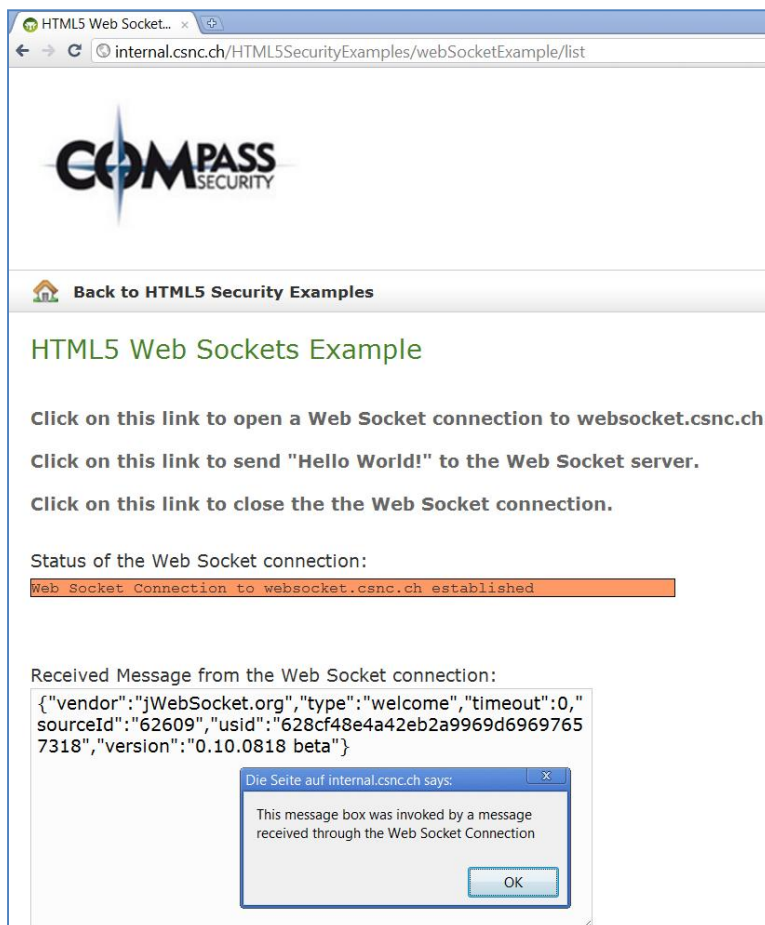 HTML5 Web Socket...
internal.csnc.ch/HTML5SecurityExamples/webSocketExample/list
COMPASS
SECURITY
Back to HTML5 Security Examples
HTML5 Web Sockets Example
Click on this link to open a Web Socket connection to websocket.csnc.ch
Click on this link to send "Hello World!" to the Web Socket server.
Click on this link to close the the Web Socket connection.
Status of the Web Socket connection:
Web Socket Connection to websocket.csnc.ch established
Received Message from the Web Socket connection:
{"vendor":"jWebSocket.org","type":"welcome","timeout":0,"
sourceId":"62609","usid":"628cf48e4a42eb2a9969d6969765
7318","version":"0.10.0818 beta"}
Die Seite auf internal.csnc.ch says:
This message box was invoked by a message
received through the Web Socket Connection
OK